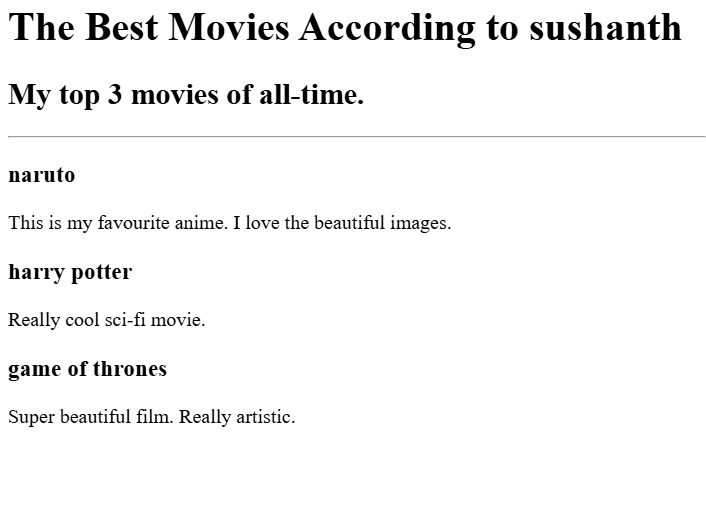 The Best Movies According to sushanth
My top 3 movies of all-time.
naruto
This is my favourite anime. I love the beautiful images.
harry potter
Really cool sci-fi movie.
game of thrones
Super beautiful film. Really artistic.